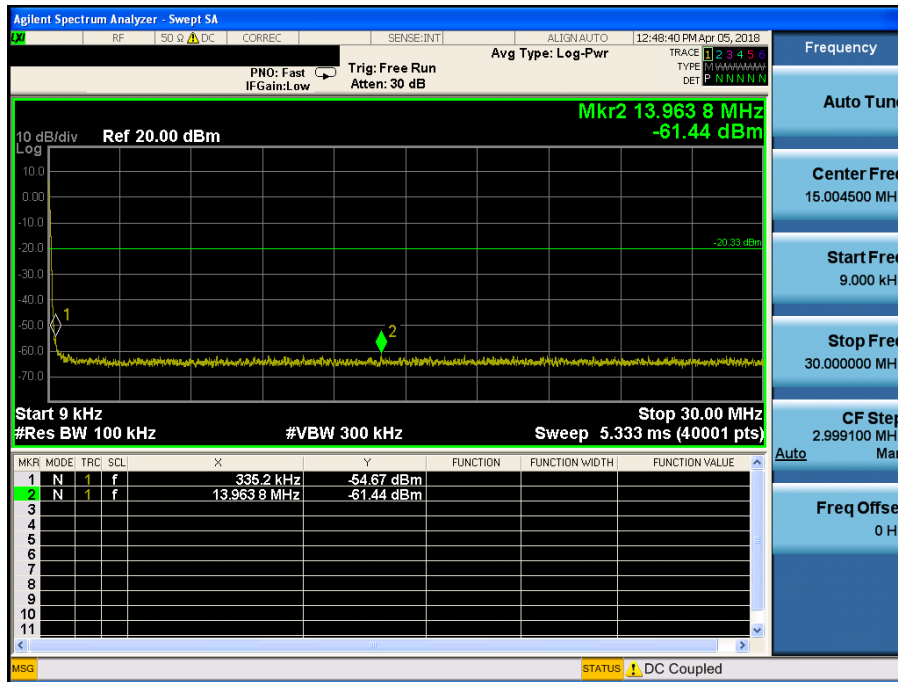 Agilent Spectrum Analyzer - Swept SA
LXI RF 50 Ω DC CORREC SENSE:INT ALIGN AUTO 12:48:40 PM Apr 05, 2018
Avg Type: Log-Pwr
TRACE 1 2 3 4 5 6
TYPE MWWWWW
DET P N N N N N
PNO: Fast
IFGain:Low
Trig: Free Run
Atten: 30 dB
Mkr2 13.963 8 MHz
-61.44 dBm
10 dB/div
Log
Ref 20.00 dBm
10.0
0.00
-10.0
-20.0
-30.0
-40.0
-50.0
-60.0
-70.0
-20.33 dBm
1
2
Start 9 kHz
Stop 30.00 MHz
#Res BW 100 kHz
#VBW 300 kHz
Sweep 5.333 ms (40001 pts)
MKR MODE TRC SCL X Y FUNCTION FUNCTION WIDTH FUNCTION VALUE
1 N 1 f 335.2 kHz -54.67 dBm
2 N 1 f 13.963 8 MHz -61.44 dBm
3
4
5
6
7
8
9
10
11
MSG
STATUS DC Coupled
Frequency
Auto Tun
Center Fre
15.004500 MH
Start Fre
9.000 kH
Stop Fre
30.000000 MH
CF Ste
2.999100 MH
Auto Ma
Freq Offse
0 H